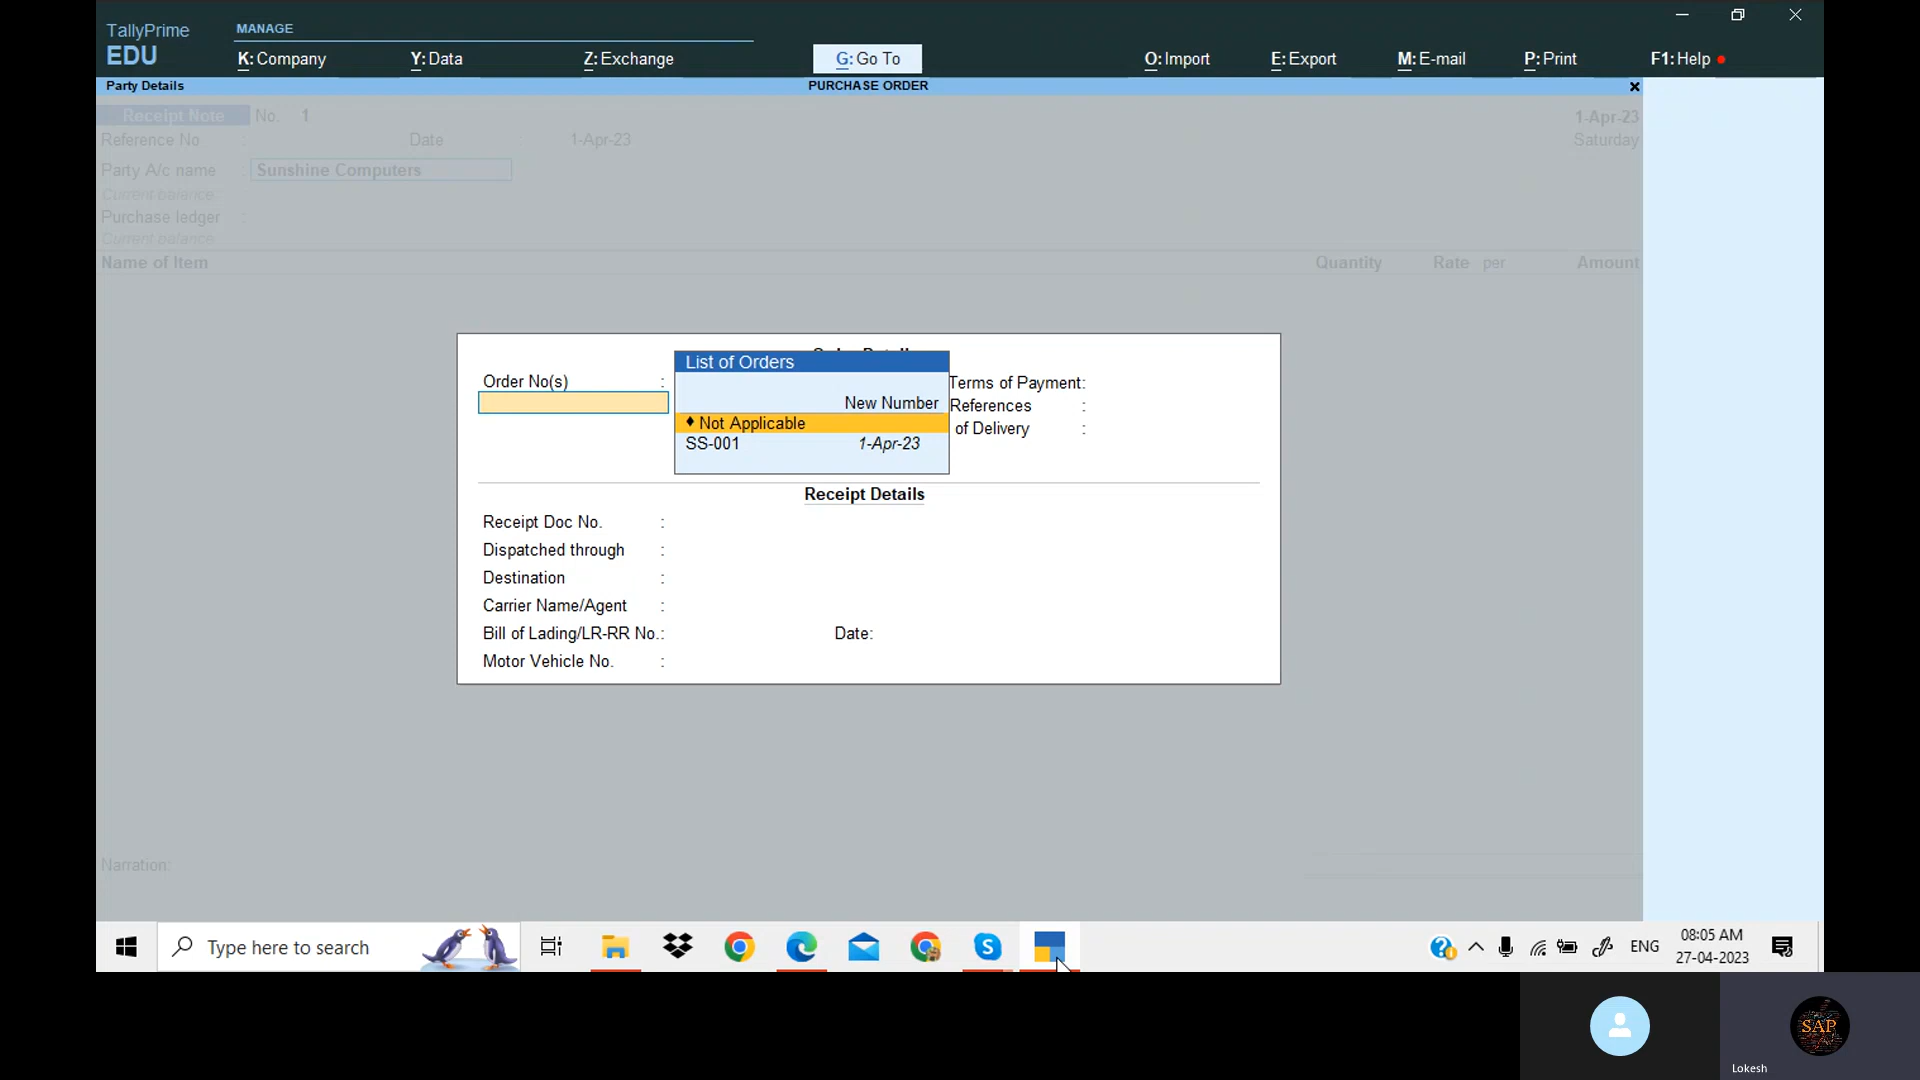 TallyPrime
EDU
MANAGE
K: Company
Y: Data
Z: Exchange
G: Go To
O: Import
E: Export
M: E-mail
P: Print
F1: Help
Party Details
PURCHASE ORDER
Receipt Note No. 1
1-Apr-23
Reference No : Date : 1-Apr-23
Saturday
Party A/c name : Sunshine Computers
Current balance :
Purchase ledger :
Current balance
Name of Item
Quantity Rate per Amount
List of Orders
Order No(s) :
Terms of Payment:
New Number
References :
♦ Not Applicable
of Delivery :
SS-001 1-Apr-23
Receipt Details
Receipt Doc No. :
Dispatched through :
Destination :
Carrier Name/Agent :
Bill of Lading/LR-RR No.: Date:
Motor Vehicle No. :
Narration:
Type here to search
ENG
08:05 AM
27-04-2023
SAP
Lokesh